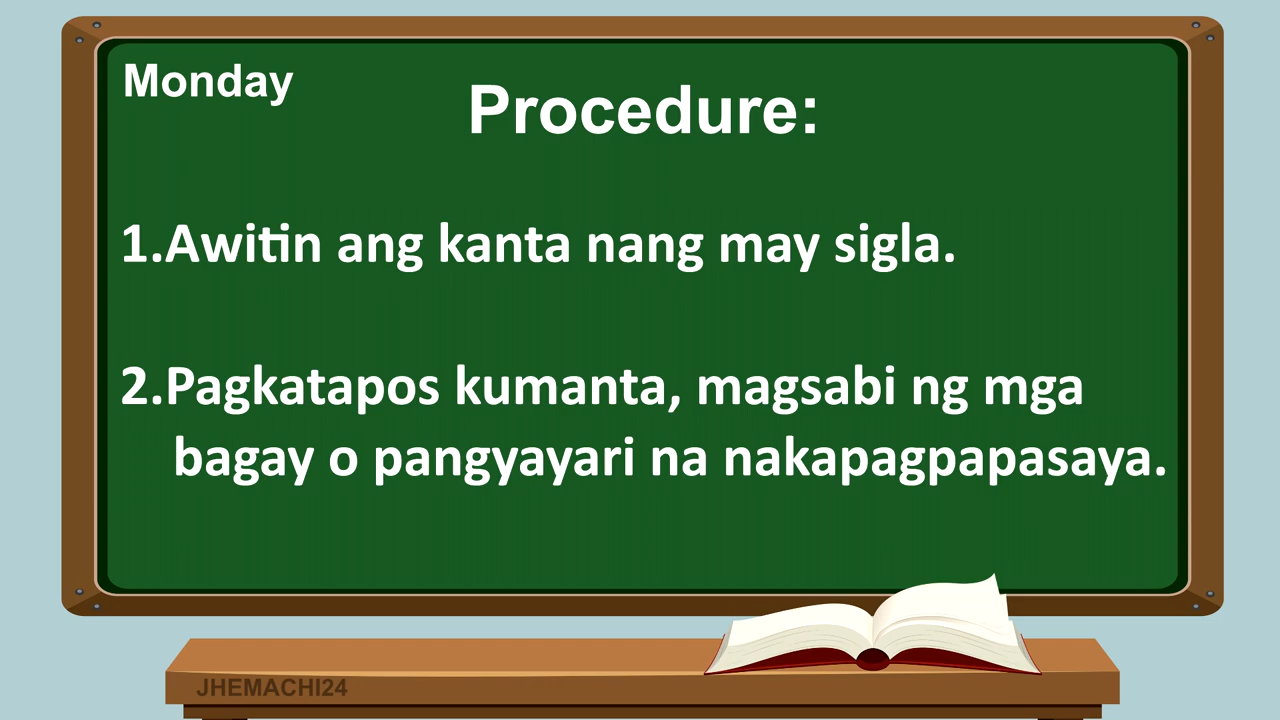 Monday
Procedure:
1.Awitin ang kanta nang may sigla.
2.Pagkatapos kumanta, magsabi ng mga
bagay o pangyayari na nakapagpapasaya.
JHEMACHI24